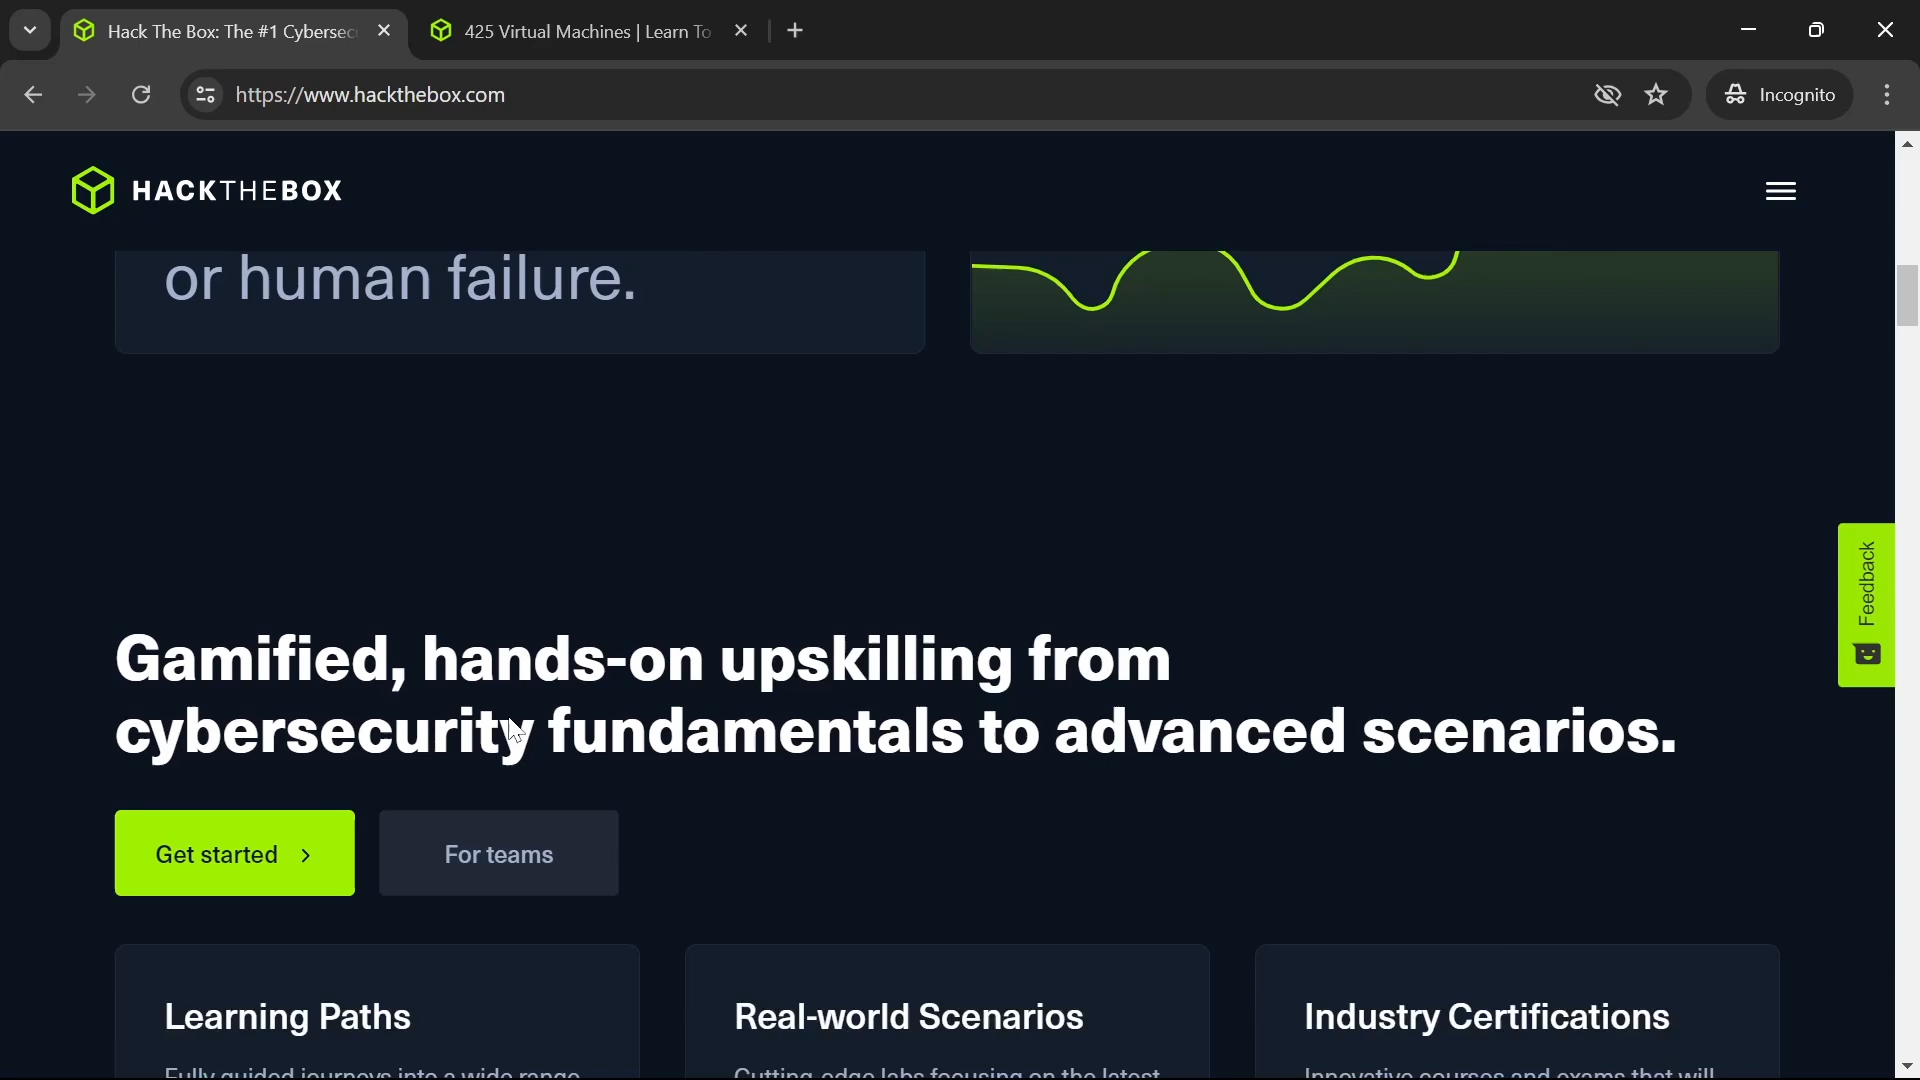 Hack The Box: The #1 Cybersec
425 Virtual Machines | Learn To
https://www.hackthebox.com
Incognito
HACKTHEBOX
or human failure.
Feedback
Gamified, hands-on upskilling from
cybersecurity fundamentals to advanced scenarios.
Get started
For teams
Learning Paths
Real-world Scenarios
Industry Certifications
Fully guided journeys into a wide range
Cutting-edge labs focusing on the latest
Innovative courses and exams that will